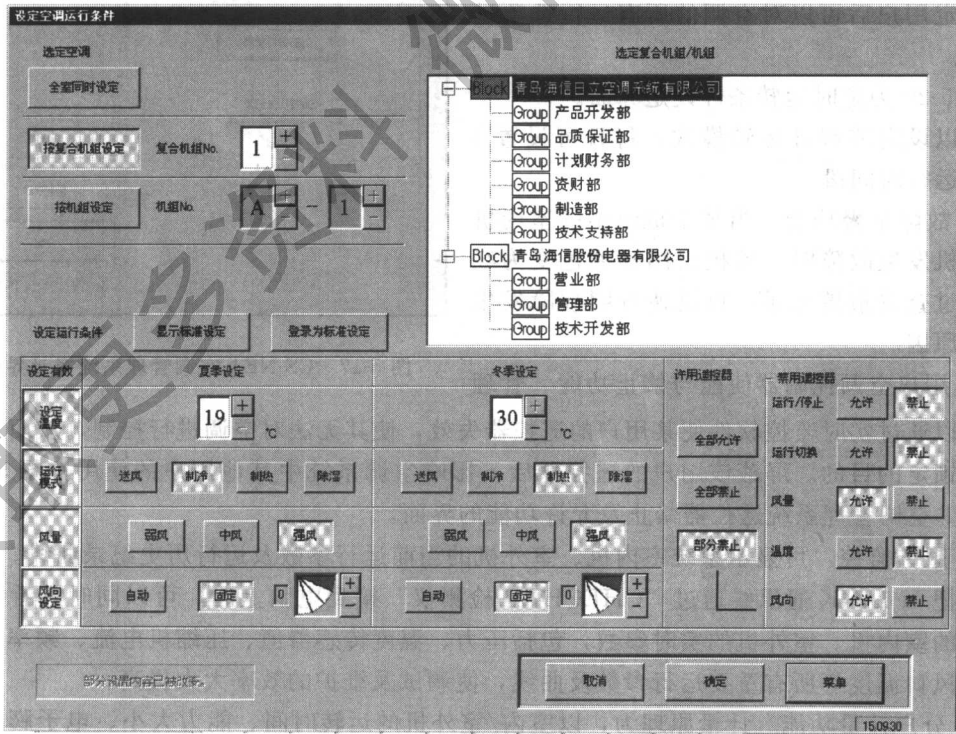 设定空调运行条件
选定空调
选定复合机组/机组
全室同时设定
按复合机组设定 复合机组No. 1 + -
按机组设定 机组No. A + - — 1 + -
Block 青岛海信日立空调系统有限公司
Group 产品开发部
Group 品质保证部
Group 计划财务部
Group 资财部
Group 制造部
Group 技术支持部
Block 青岛海信股份电器有限公司
Group 营业部
Group 管理部
Group 技术开发部
设定运行条件 显示标准设定 登录为标准设定
设定有效 夏季设定 冬季设定 许用遥控器 禁用遥控器
设定温度 19 + - ℃ 30 + - ℃
运行模式 送风 制冷 制热 除湿 送风 制冷 制热 除湿
风量 弱风 中风 强风 弱风 中风 强风
风向设定 自动 固定 0 + - 自动 固定 0 + -
全部允许
全部禁止
部分禁止
运行/停止 允许 禁止
运行切换 允许 禁止
风量 允许 禁止
温度 允许 禁止
风向 允许 禁止
部分设置内容已被改变。
取消 确定 菜单
15:09:30
更多资料 微